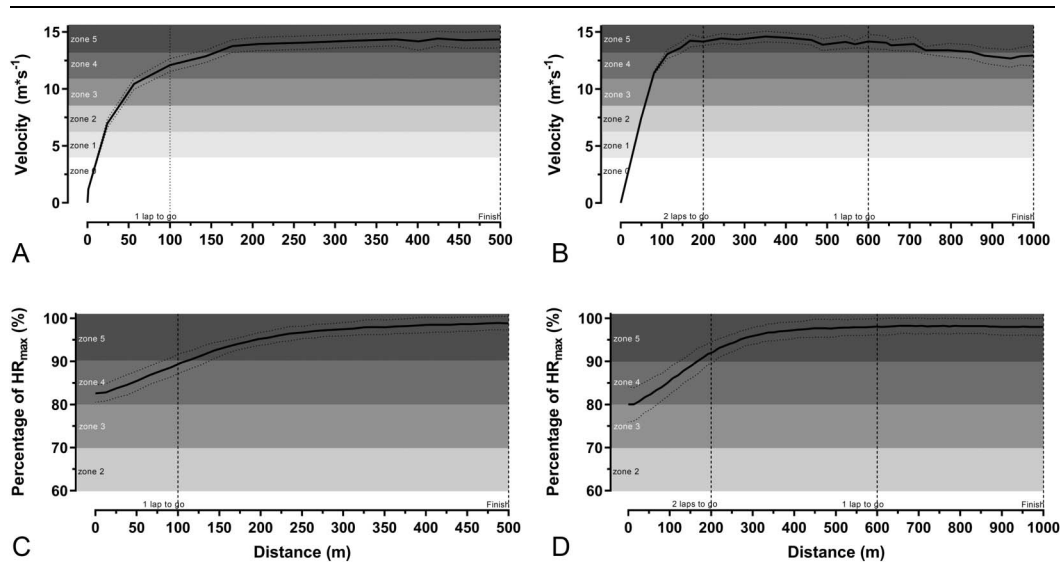 Velocity (m*s⁻¹)
15
10
5
0
zone 5
zone 4
zone 3
zone 2
zone 1
zone 0
1 lap to go
Finish
0 50 100 150 200 250 300 350 400 450 500
A
Velocity (m*s⁻¹)
15
10
5
0
zone 5
zone 4
zone 3
zone 2
zone 1
zone 0
2 laps to go
1 lap to go
Finish
0 100 200 300 400 500 600 700 800 900 1000
B
Percentage of HRmax (%)
100
90
80
70
60
zone 5
zone 4
zone 3
zone 2
1 lap to go
Finish
0 50 100 150 200 250 300 350 400 450 500
Distance (m)
C
Percentage of HRmax (%)
100
90
80
70
60
zone 5
zone 4
zone 3
zone 2
2 laps to go
1 lap to go
Finish
0 100 200 300 400 500 600 700 800 900 1000
Distance (m)
D